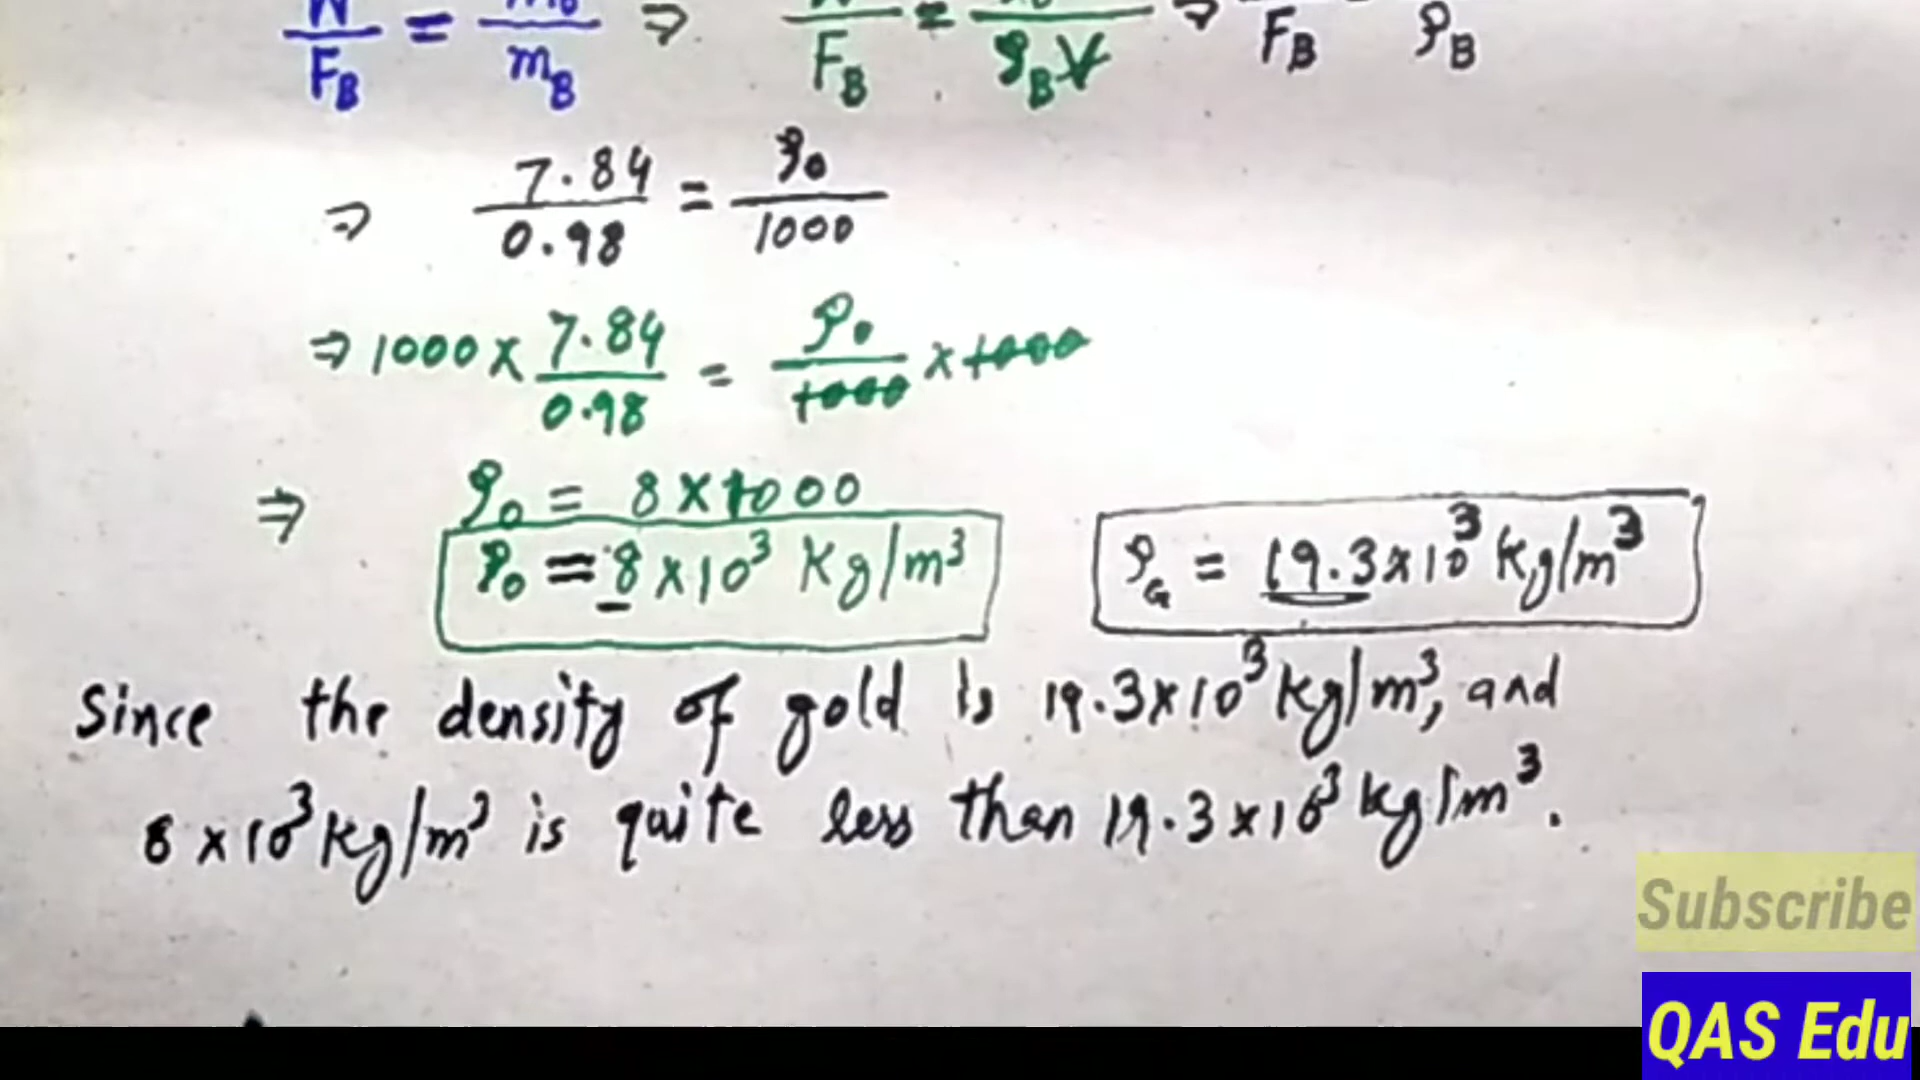 F_B = m_B ⇒ F_B = ρ_B V ⇒ F_B ρ_B
⇒ 7.84/0.98 = ρ₀/1000
⇒ 1000 × 7.84/0.98 = ρ₀/1000 × 1000
⇒ ρ₀ = 8 × 1000
ρ₀ = 8 × 10³ Kg/m³
ρ_G = 19.3 × 10³ Kg/m³
Since the density of gold is 19.3 × 10³ Kg/m³, and
8 × 10³ Kg/m³ is quite less than 19.3 × 10³ kg/m³.
Subscribe
QAS Edu